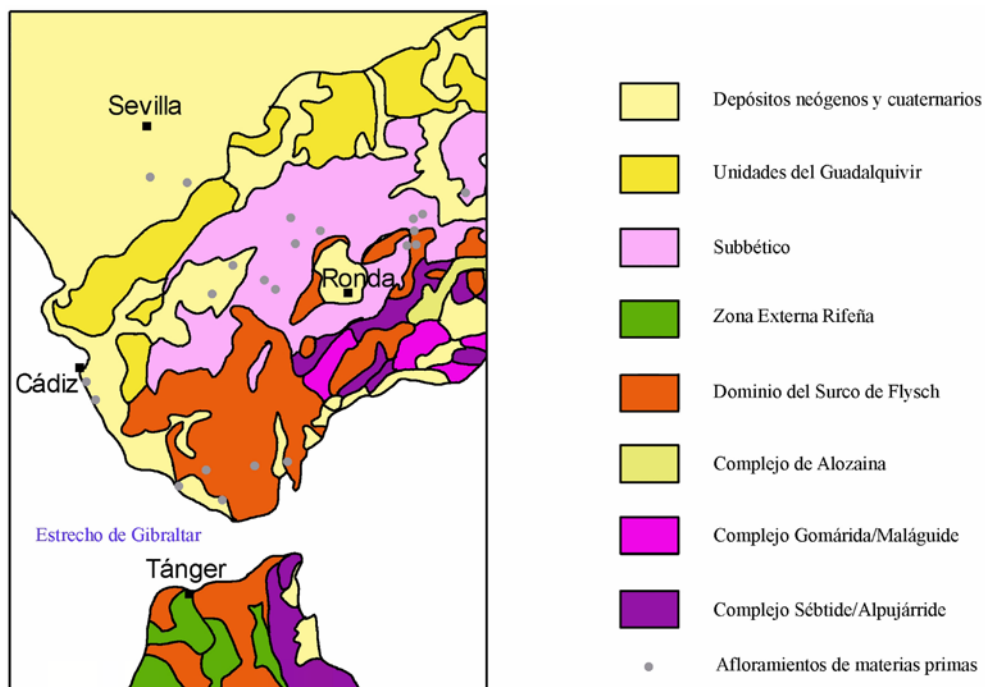 Sevilla
Ronda
Cádiz
Estrecho de Gibraltar
Tánger
Depósitos neógenos y cuaternarios
Unidades del Guadalquivir
Subbético
Zona Externa Rifeña
Dominio del Surco de Flysch
Complejo de Alozaina
Complejo Gomárida/Maláguide
Complejo Sébtide/Alpujárride
Afloramientos de materias primas